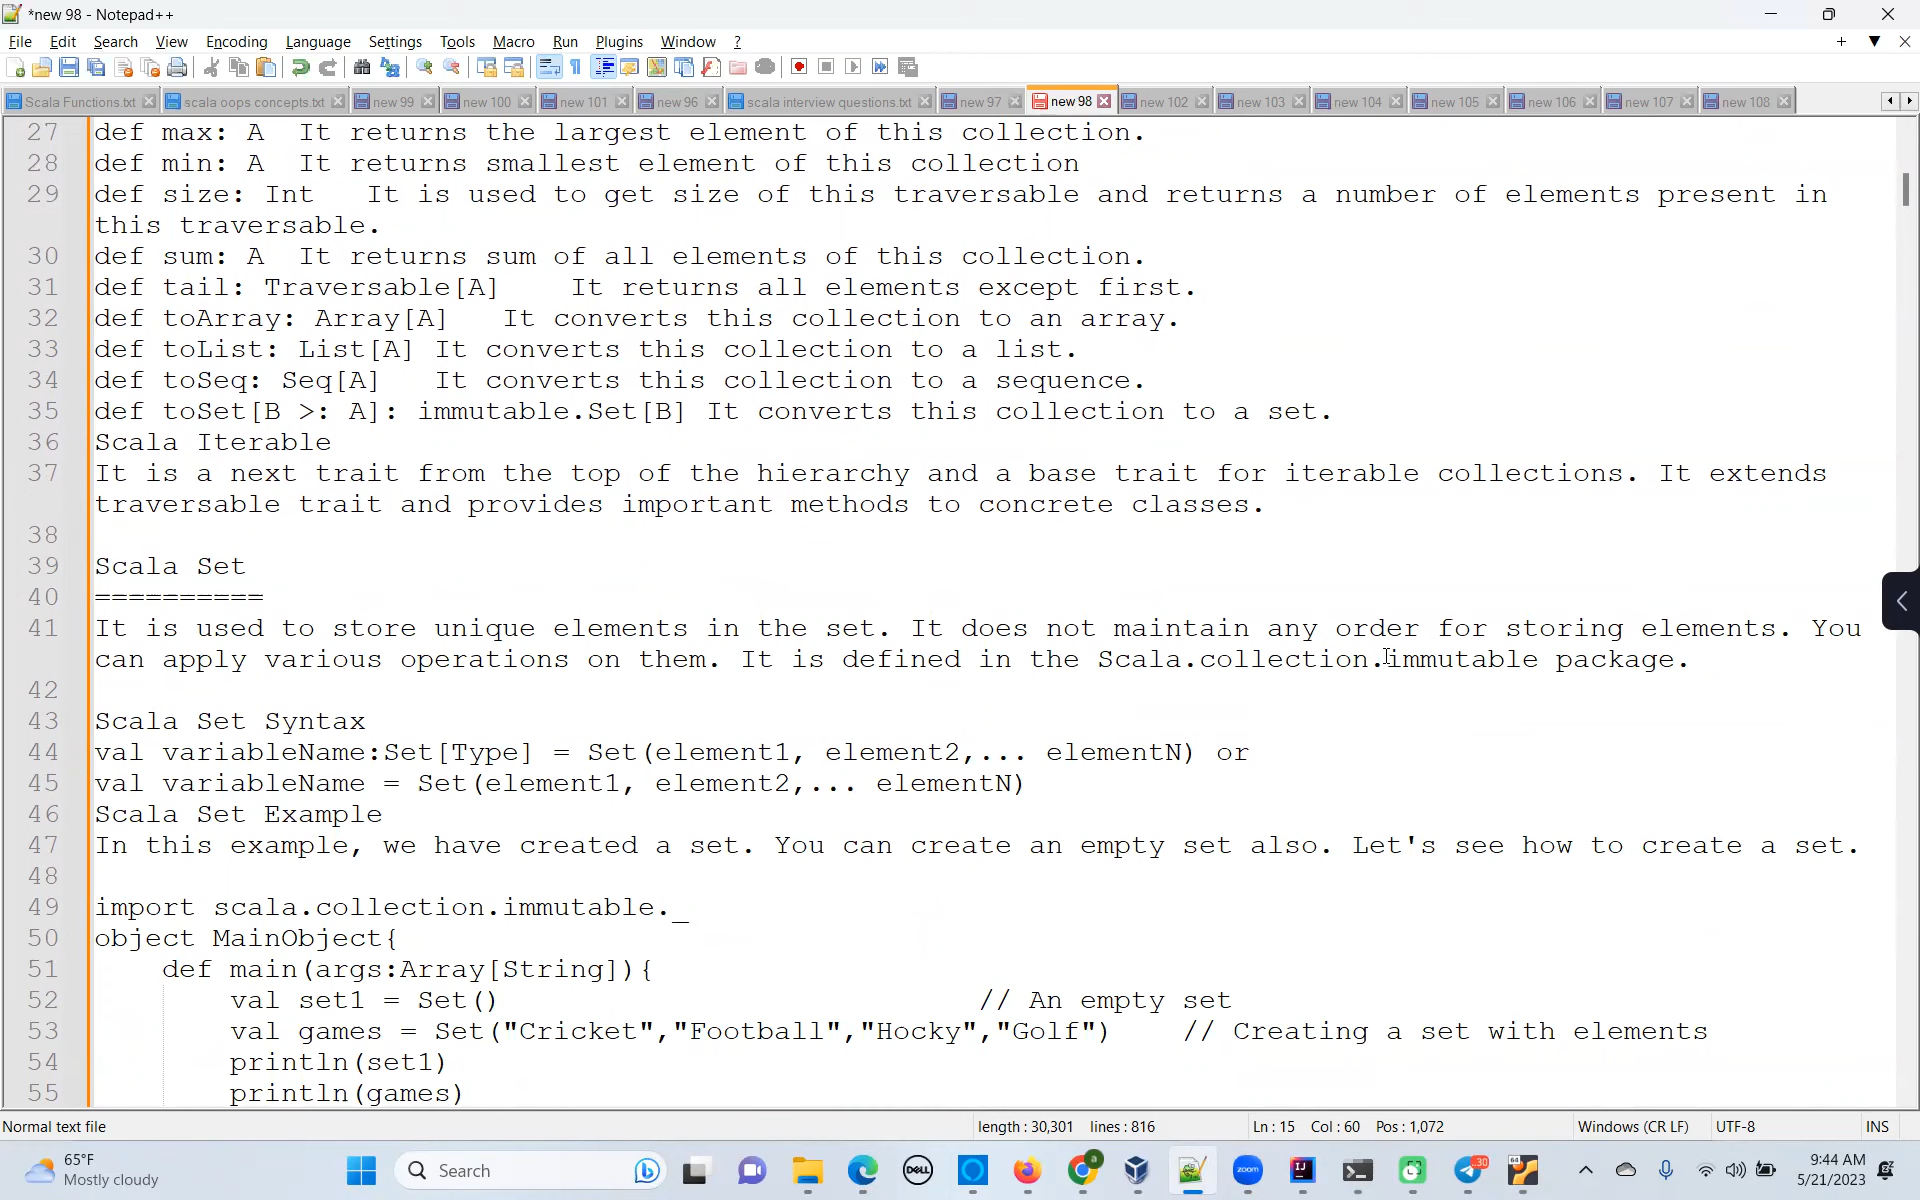 *new 98 - Notepad++
File Edit Search View Encoding Language Settings Tools Macro Run Plugins Window ?
Scala Functions.txt scala oops concepts.txt new 99 new 100 new 101 new 96 scala interview questions.txt new 97 new 98 new 102 new 103 new 104 new 105 new 106 new 107 new 108
27 def max: A  It returns the largest element of this collection.
28 def min: A  It returns smallest element of this collection
29 def size: Int   It is used to get size of this traversable and returns a number of elements present in
this traversable.
30 def sum: A  It returns sum of all elements of this collection.
31 def tail: Traversable[A]    It returns all elements except first.
32 def toArray: Array[A]   It converts this collection to an array.
33 def toList: List[A] It converts this collection to a list.
34 def toSeq: Seq[A]   It converts this collection to a sequence.
35 def toSet[B >: A]: immutable.Set[B] It converts this collection to a set.
36 Scala Iterable
37 It is a next trait from the top of the hierarchy and a base trait for iterable collections. It extends
traversable trait and provides important methods to concrete classes.
38
39 Scala Set
40 ==========
41 It is used to store unique elements in the set. It does not maintain any order for storing elements. You
can apply various operations on them. It is defined in the Scala.collection.immutable package.
42
43 Scala Set Syntax
44 val variableName:Set[Type] = Set(element1, element2,... elementN) or
45 val variableName = Set(element1, element2,... elementN)
46 Scala Set Example
47 In this example, we have created a set. You can create an empty set also. Let's see how to create a set.
48
49 import scala.collection.immutable._
50 object MainObject{
51     def main(args:Array[String]){
52         val set1 = Set()                            // An empty set
53         val games = Set("Cricket","Football","Hocky","Golf")    // Creating a set with elements
54         println(set1)
55         println(games)
Normal text file length : 30,301 lines : 816 Ln : 15 Col : 60 Pos : 1,072 Windows (CR LF) UTF-8 INS
65°F
Mostly cloudy
Search
DELL
a
zoom
IJ
30
64
9:44 AM
5/21/2023